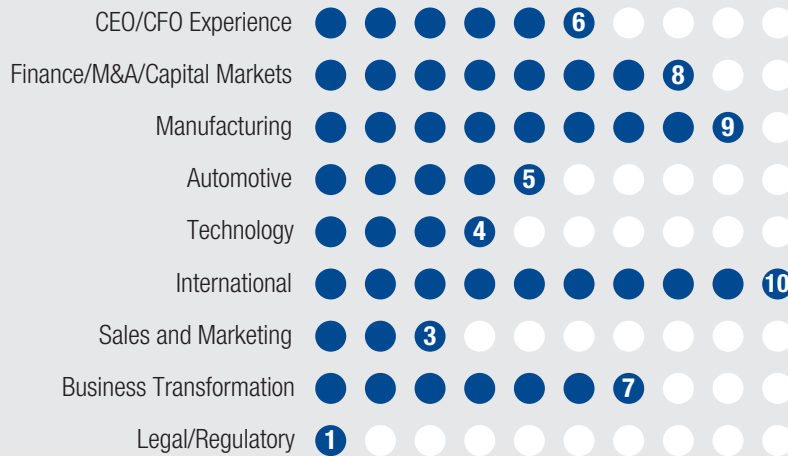 CEO/CFO Experience 6
Finance/M&A/Capital Markets 8
Manufacturing 9
Automotive 5
Technology 4
International 10
Sales and Marketing 3
Business Transformation 7
Legal/Regulatory 1